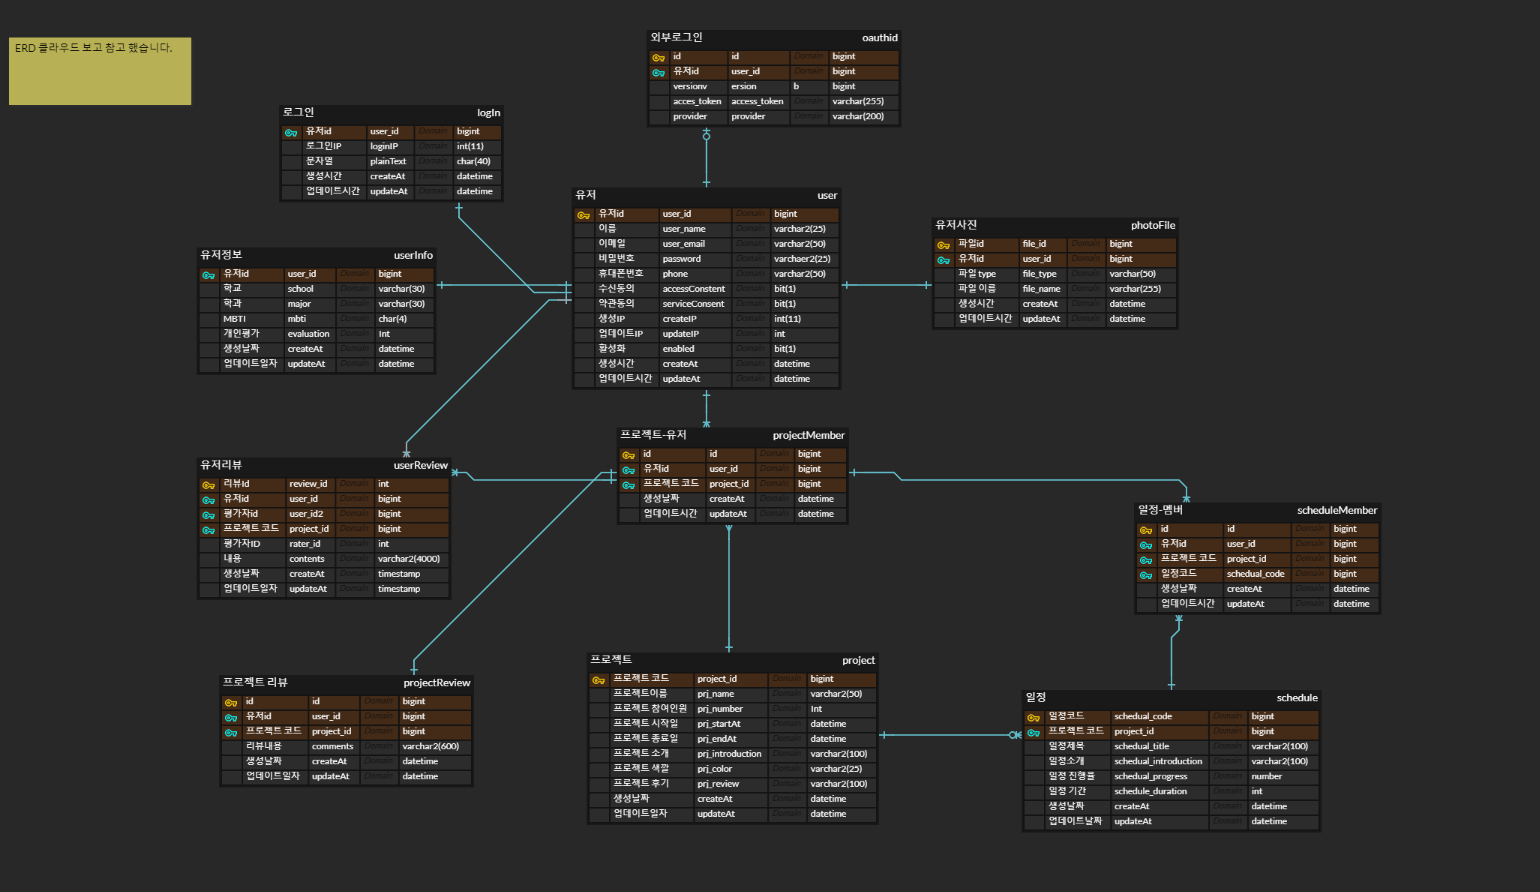 ERD 클라우드 보고 참고 했습니다.
외부로그인 oauthid
id id Domain bigint
유저id user_id Domain bigint
versionv ersion b bigint
acces_token access_token Domain varchar(255)
provider provider Domain varchar(200)
로그인 logIn
유저id user_id Domain bigint
로그인IP loginIP Domain int(11)
문자열 plainText Domain char(40)
생성시간 createAt Domain datetime
업데이트시간 updateAt Domain datetime
유저 user
유저id user_id Domain bigint
이름 user_name Domain varchar2(25)
이메일 user_email Domain varchar2(50)
비밀번호 password Domain varchaer2(25)
휴대폰번호 phone Domain varchar2(50)
수신동의 accessConstent Domain bit(1)
약관동의 serviceConsent Domain bit(1)
생성IP createIP Domain int(11)
업데이트IP updateIP Domain int
활성화 enabled Domain bit(1)
생성시간 createAt Domain datetime
업데이트시간 updateAt Domain datetime
유저사진 photoFile
파일id file_id Domain bigint
유저id user_id Domain bigint
파일 type file_type Domain varchar(50)
파일 이름 file_name Domain varchar(255)
생성시간 createAt Domain datetime
업데이트시간 updateAt Domain datetime
유저정보 userInfo
유저id user_id Domain bigint
학교 school Domain varchar(30)
학과 major Domain varchar(30)
MBTI mbti Domain char(4)
개인평가 evaluation Domain Int
생성날짜 createAt Domain datetime
업데이트일자 updateAt Domain datetime
프로젝트-유저 projectMember
id id Domain bigint
유저id user_id Domain bigint
프로젝트 코드 project_id Domain bigint
생성날짜 createAt Domain datetime
업데이트시간 updateAt Domain datetime
유저리뷰 userReview
리뷰Id review_id Domain int
유저id user_id Domain bigint
평가자id user_id2 Domain bigint
프로젝트 코드 project_id Domain bigint
평가자ID rater_id Domain int
내용 contents Domain varchar2(4000)
생성날짜 createAt Domain timestamp
업데이트일자 updateAt Domain timestamp
일정-멤버 scheduleMember
id id Domain bigint
유저id user_id Domain bigint
프로젝트 코드 project_id Domain bigint
일정코드 schedual_code Domain bigint
생성날짜 createAt Domain datetime
업데이트시간 updateAt Domain datetime
프로젝트 리뷰 projectReview
id id Domain bigint
유저id user_id Domain bigint
프로젝트 코드 project_id Domain bigint
리뷰내용 comments Domain varchar2(600)
생성날짜 createAt Domain datetime
업데이트일자 updateAt Domain datetime
프로젝트 project
프로젝트 코드 project_id Domain bigint
프로젝트이름 prj_name Domain varchar2(50)
프로젝트 참여인원 prj_number Domain Int
프로젝트 시작일 prj_startAt Domain datetime
프로젝트 종료일 prj_endAt Domain datetime
프로젝트 소개 prj_introduction Domain varchar2(100)
프로젝트 색깔 prj_color Domain varchar2(25)
프로젝트 후기 prj_review Domain varchar2(100)
생성날짜 createAt Domain datetime
업데이트일자 updateAt Domain datetime
일정 schedule
일정코드 schedual_code Domain bigint
프로젝트 코드 project_id Domain bigint
일정제목 schedual_title Domain varchar2(100)
일정소개 schedual_introduction Domain varchar2(100)
일정 진행률 schedual_progress Domain number
일정 기간 schedule_duration Domain int
생성날짜 createAt Domain datetime
업데이트날짜 updateAt Domain datetime